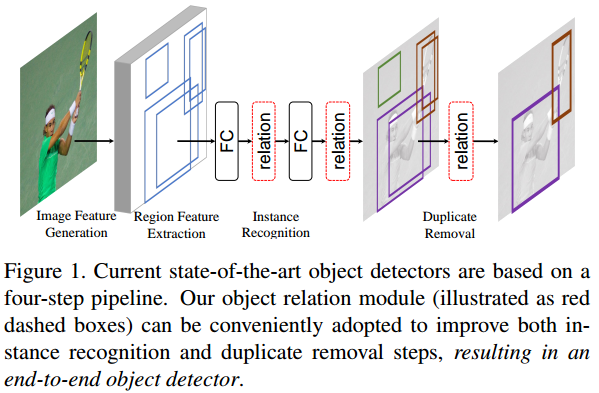 FC
relation
FC
relation
relation
Image Feature
Generation
Region Feature
Extraction
Instance
Recognition
Duplicate
Removal
Figure 1. Current state-of-the-art object detectors are based on a
four-step pipeline. Our object relation module (illustrated as red
dashed boxes) can be conveniently adopted to improve both in-
stance recognition and duplicate removal steps, resulting in an
end-to-end object detector.